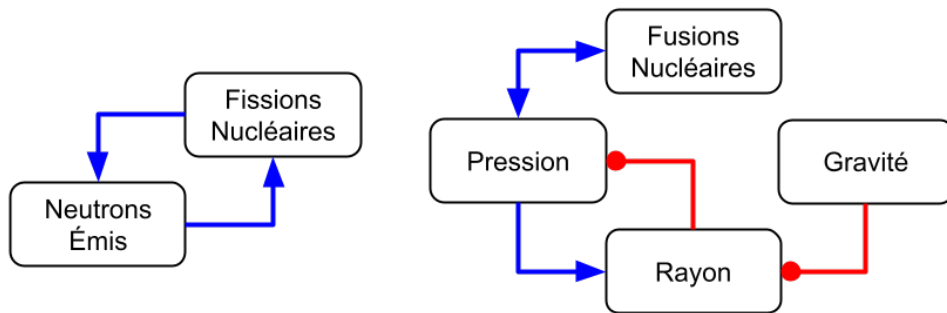 Fissions
Nucléaires
Neutrons
Émis
Fusions
Nucléaires
Pression
Gravité
Rayon